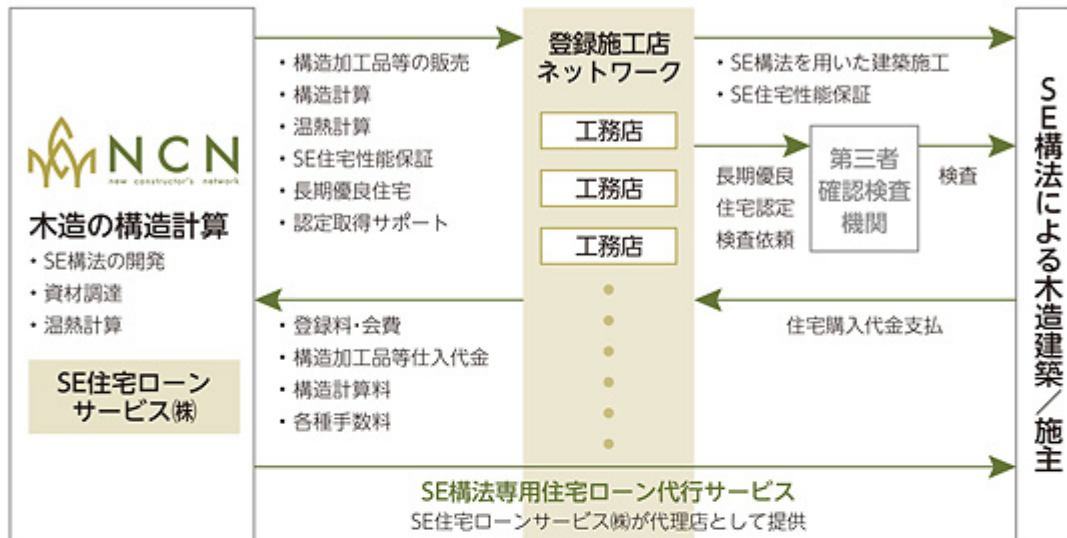 NCN
new constructor's network
木造の構造計算
・SE構法の開発
・資材調達
・温熱計算
SE住宅ローン
サービス㈱
・構造加工品等の販売
・構造計算
・温熱計算
・SE住宅性能保証
・長期優良住宅
・認定取得サポート
・登録料・会費
・構造加工品等仕入代金
・構造計算料
・各種手数料
登録施工店
ネットワーク
工務店
工務店
工務店
・SE構法を用いた建築施工
・SE住宅性能保証
長期優良
住宅認定
検査依頼
第三者
確認検査
機関
検査
住宅購入代金支払
SE構法専用住宅ローン代行サービス
SE住宅ローンサービス㈱が代理店として提供
SE構法による木造建築／施主